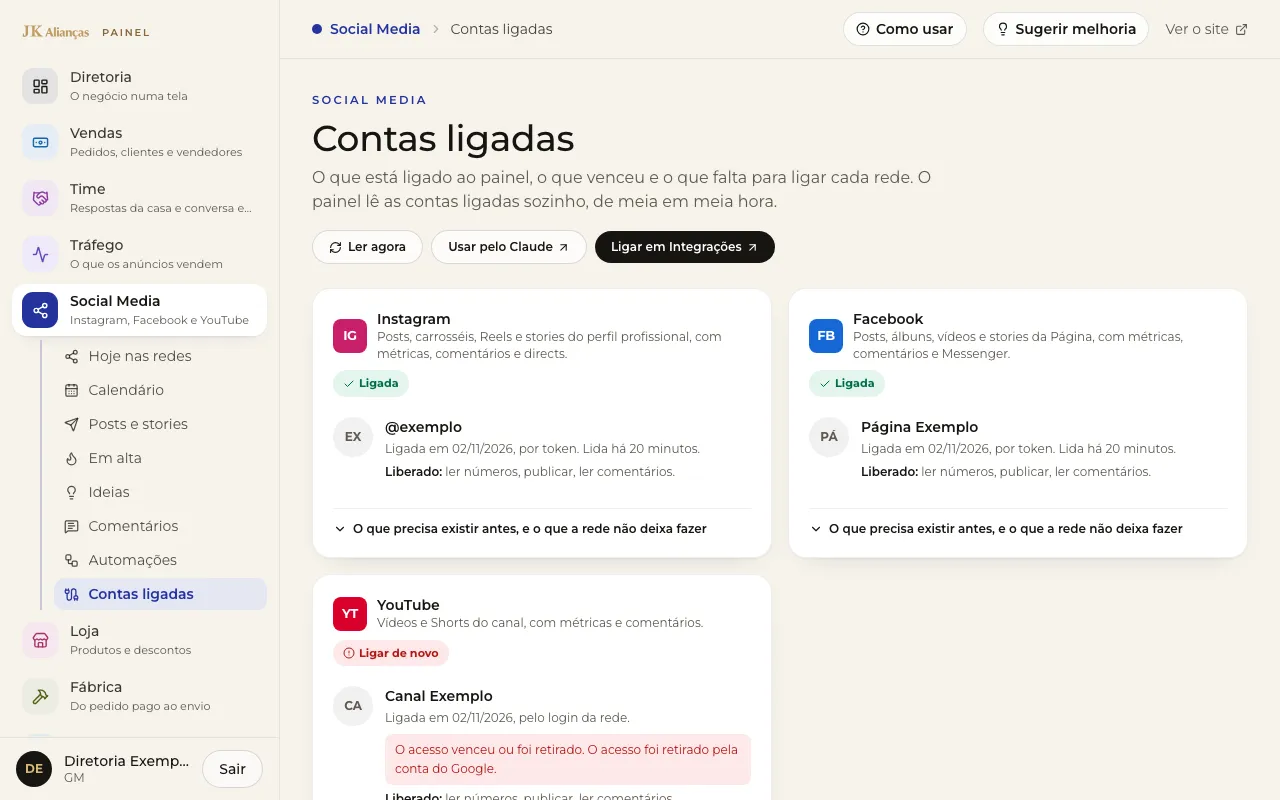 JK Alianças PAINEL
Diretoria
O negócio numa tela
Vendas
Pedidos, clientes e vendedores
Time
Respostas da casa e conversa e...
Tráfego
O que os anúncios vendem
Social Media
Instagram, Facebook e YouTube
Hoje nas redes
Calendário
Posts e stories
Em alta
Ideias
Comentários
Automações
Contas ligadas
Loja
Produtos e descontos
Fábrica
Do pedido pago ao envio
DE
Diretoria Exemp...
GM
Sair
Social Media
Contas ligadas
Como usar
Sugerir melhoria
Ver o site
SOCIAL MEDIA
Contas ligadas
O que está ligado ao painel, o que venceu e o que falta para ligar cada rede. O
painel lê as contas ligadas sozinho, de meia em meia hora.
Ler agora
Usar pelo Claude
Ligar em Integrações
IG
Instagram
Posts, carrosséis, Reels e stories do perfil profissional, com
métricas, comentários e directs.
Ligada
EX
@exemplo
Ligada em 02/11/2026, por token. Lida há 20 minutos.
Liberado: ler números, publicar, ler comentários.
O que precisa existir antes, e o que a rede não deixa fazer
FB
Facebook
Posts, álbuns, vídeos e stories da Página, com métricas,
comentários e Messenger.
Ligada
PÁ
Página Exemplo
Ligada em 02/11/2026, por token. Lida há 20 minutos.
Liberado: ler números, publicar, ler comentários.
O que precisa existir antes, e o que a rede não deixa fazer
YT
YouTube
Vídeos e Shorts do canal, com métricas e comentários.
Ligar de novo
CA
Canal Exemplo
Ligada em 02/11/2026, pelo login da rede.
O acesso venceu ou foi retirado. O acesso foi retirado pela
conta do Google.
Liberado: ler números, publicar, ler comentários.